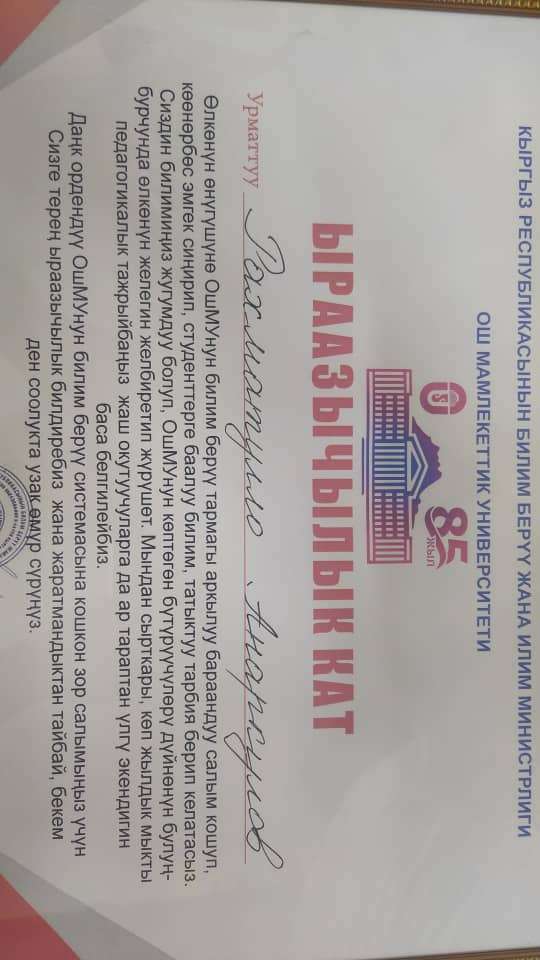 КЫРГЫЗ РЕСПУБЛИКАСЫНЫН БИЛИМ БЕРҮҮ ЖАНА ИЛИМ МИНИСТРЛИГИ
ОШ МАМЛЕКЕТТИК УНИВЕРСИТЕТИ
85
ЖЫЛ
ЫРААЗЫЧЫЛЫК КАТ
Урматтуу Рахматулло Анаркулов
Өлкөнүн өнүгүшүнө ОшМУнун билим берүү тармагы аркылуу бараандуу салым кошуп,
көөнөрбөс эмгек сиңирип, студенттерге баалуу билим, татыктуу тарбия берип келатасыз.
Сиздин билимиңиз жугумдуу болуп, ОшМУнун көптөгөн бүтүрүүчүлөрү дүйнөнүн булуң-
бурчунда өлкөнүн желегин желбиретип жүрүшөт. Мындан сырткары, көп жылдык мыкты
педагогикалык тажрыйбаңыз жаш окутуучуларга да ар тараптан үлгү экендигин
баса белгилейбиз.
Даңк ордендүү ОшМУнун билим берүү системасына кошкон зор салымыңыз үчүн
Сизге терең ыраазычылык билдиребиз жана жаратмандыктан тайбай, бекем
ден соолукта узак өмүр сүрүңүз.